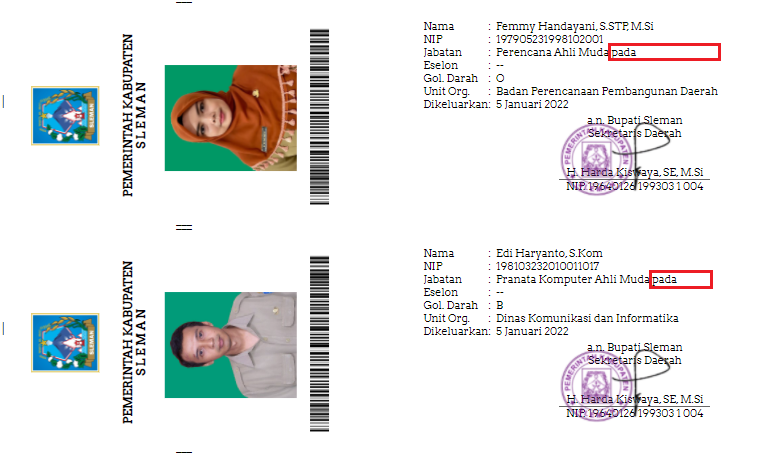 PEMERINTAH KABUPATEN
SLEMAN
SLEMAN
Nama : Femmy Handayani, S.STP, M.Si
NIP : 197905231998102001
Jabatan : Perencana Ahli Muda pada
Eselon : --
Gol. Darah : O
Unit Org. : Badan Perencanaan Pembangunan Daerah
Dikeluarkan: 5 Januari 2022
a.n. Bupati Sleman
Sekretaris Daerah
PEMERINTAH KABUPATEN
H. Harda Kiswaya, SE, M.Si
NIP. 19640126 199303 1 004
PEMERINTAH KABUPATEN
SLEMAN
SLEMAN
Nama : Edi Haryanto, S.Kom
NIP : 198103232010011017
Jabatan : Pranata Komputer Ahli Muda pada
Eselon : --
Gol. Darah : B
Unit Org. : Dinas Komunikasi dan Informatika
Dikeluarkan: 5 Januari 2022
a.n. Bupati Sleman
Sekretaris Daerah
PEMERINTAH KABUPATEN
H. Harda Kiswaya, SE, M.Si
NIP. 19640126 199303 1 004